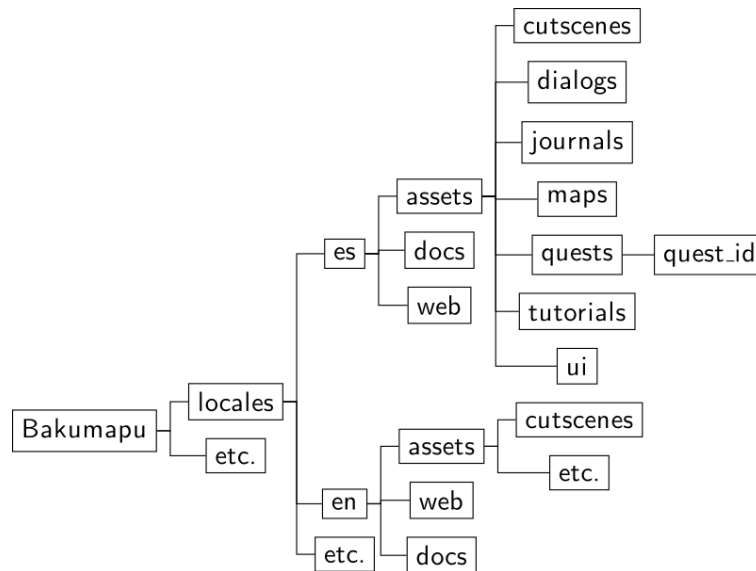 Bakumapu
locales
etc.
es
assets
cutscenes
dialogs
journals
maps
quests
quest_id
tutorials
ui
docs
web
en
assets
cutscenes
etc.
web
docs
etc.